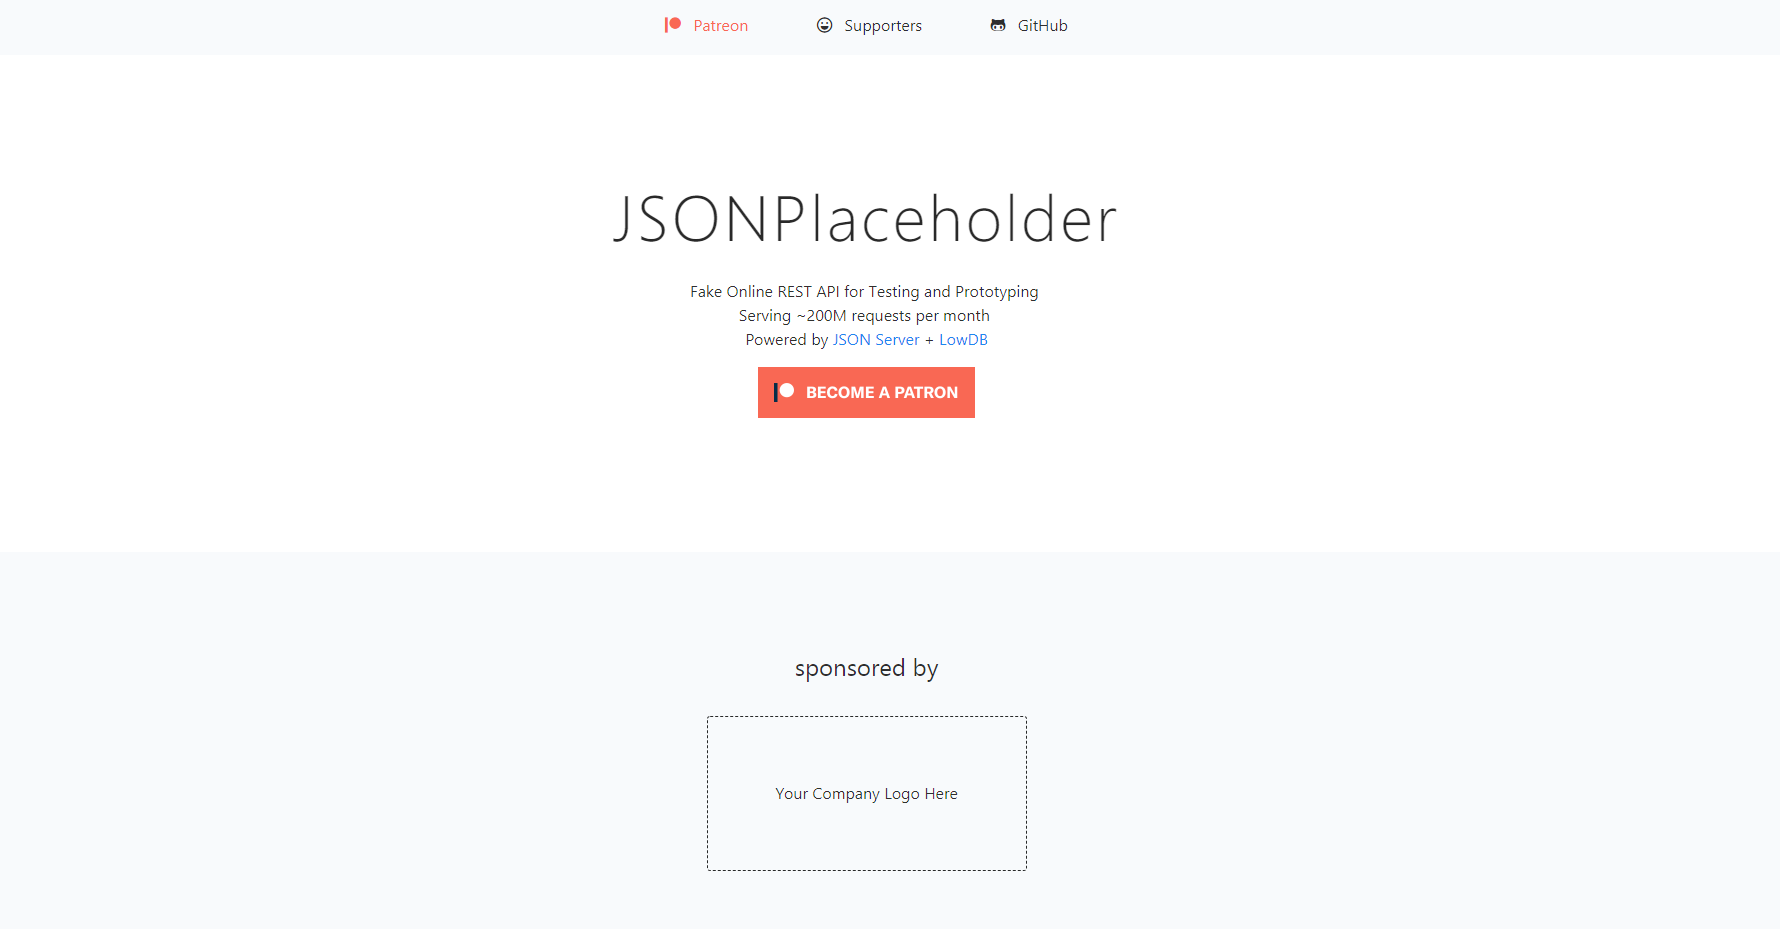 Patreon Supporters GitHub
JSONPlaceholder
Fake Online REST API for Testing and Prototyping
Serving ~200M requests per month
Powered by JSON Server + LowDB
BECOME A PATRON
sponsored by
Your Company Logo Here